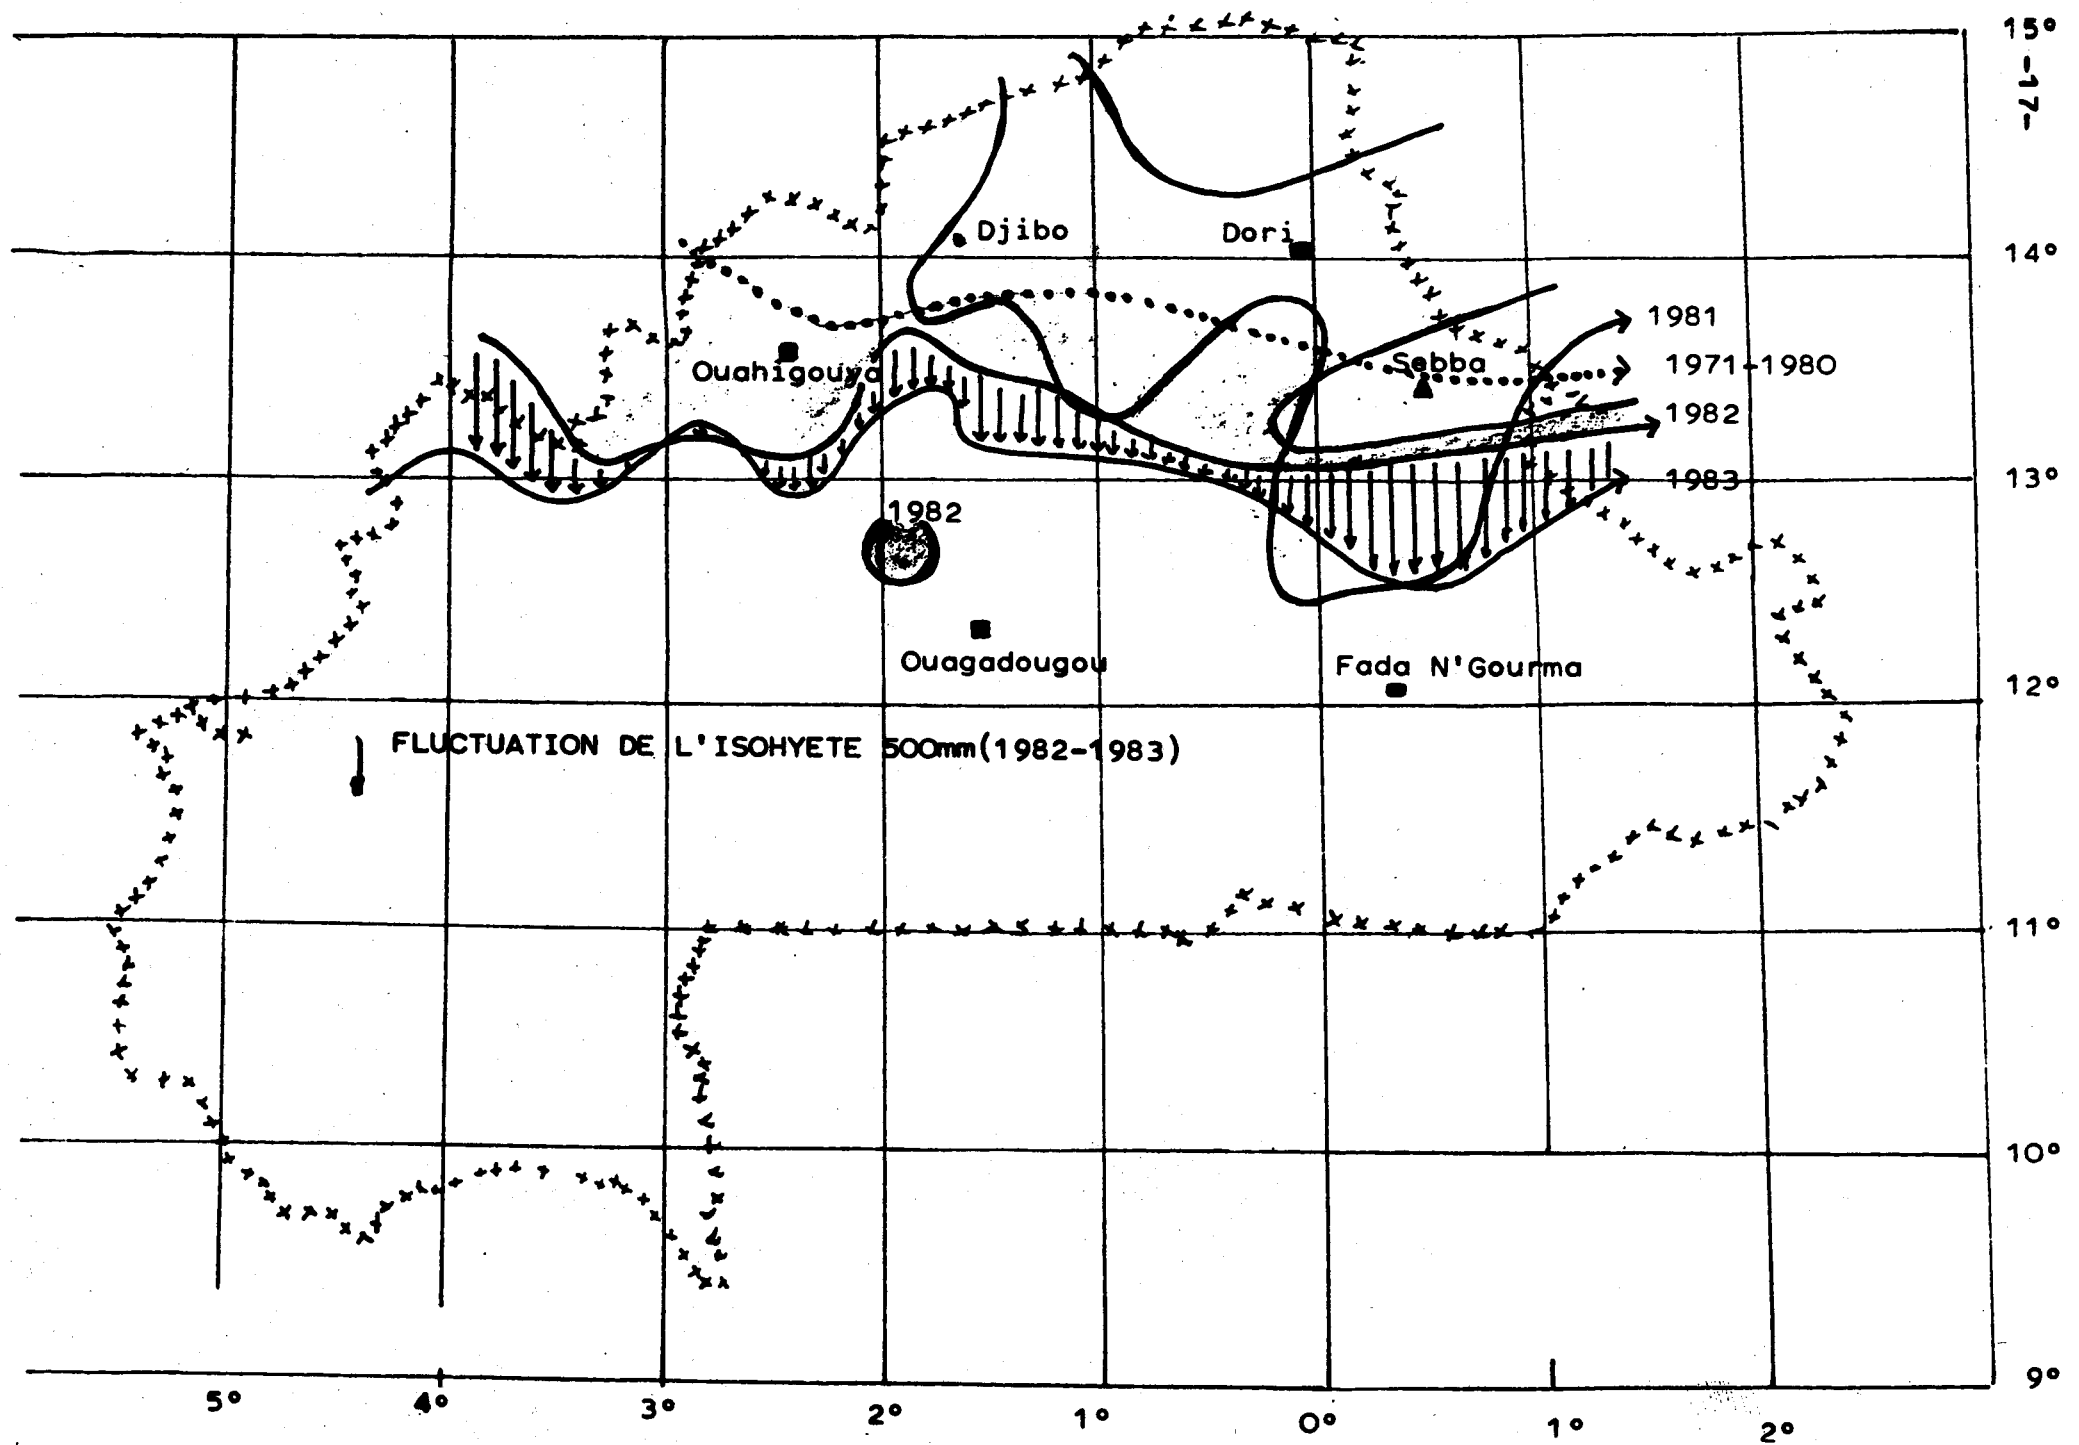 15°
-17-
Djibo
Dori
14°
1981
Sebba
1971-1980
Ouahigouya
1982
13°
1983
1982
Ouagadougou
Fada N'Gourma
12°
FLUCTUATION DE L'ISOHYETE 500mm(1982-1983)
11°
10°
9°
5° 4° 3° 2° 1° 0° 1° 2°